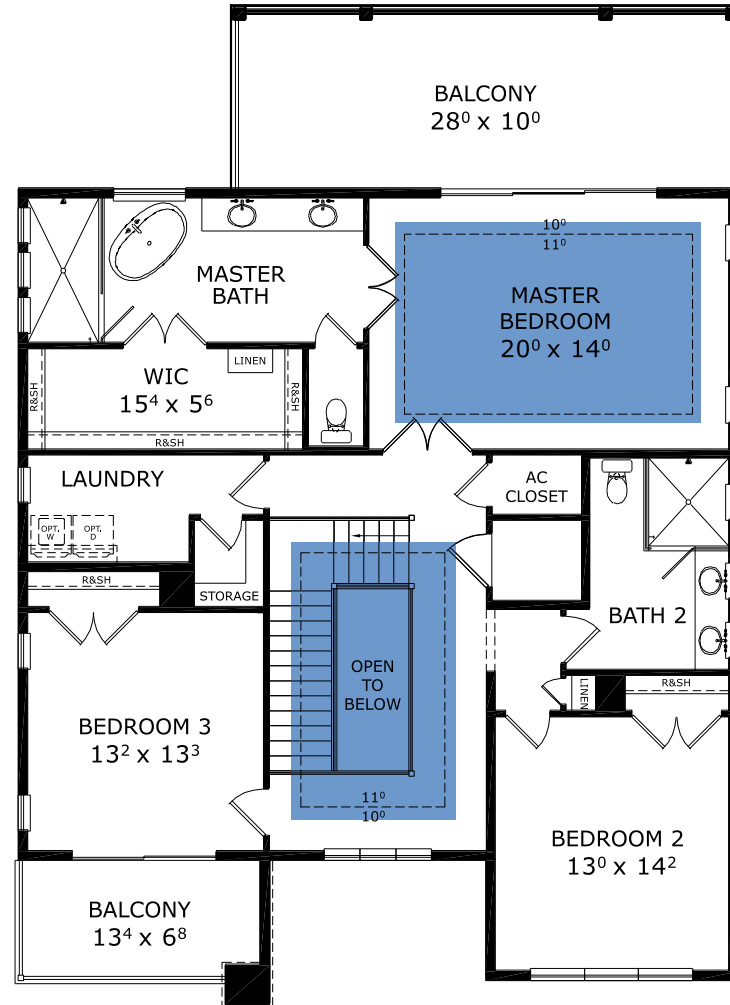 BALCONY
28⁰ x 10⁰
10⁰
11⁰
MASTER
BATH
MASTER
BEDROOM
20⁰ x 14⁰
LINEN
WIC
15⁴ x 5⁶
R&SH
R&SH
R&SH
LAUNDRY
AC
CLOSET
OPT.
W
OPT.
D
R&SH
STORAGE
BATH 2
OPEN
TO
BELOW
LINEN
R&SH
BEDROOM 3
13² x 13³
11⁰
10⁰
BEDROOM 2
13⁰ x 14²
BALCONY
13⁴ x 6⁸